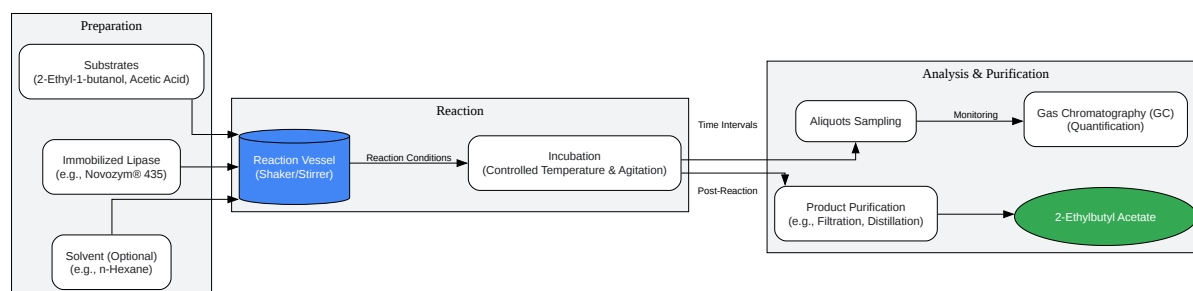 Preparation
Substrates
(2-Ethyl-1-butanol, Acetic Acid)
Immobilized Lipase
(e.g., Novozym® 435)
Solvent (Optional)
(e.g., n-Hexane)
Reaction
Reaction Vessel
(Shaker/Stirrer)
Reaction Conditions
Incubation
(Controlled Temperature & Agitation)
Time Intervals
Post-Reaction
Analysis & Purification
Aliquots Sampling
Monitoring
Gas Chromatography (GC)
(Quantification)
Product Purification
(e.g., Filtration, Distillation)
2-Ethylbutyl Acetate